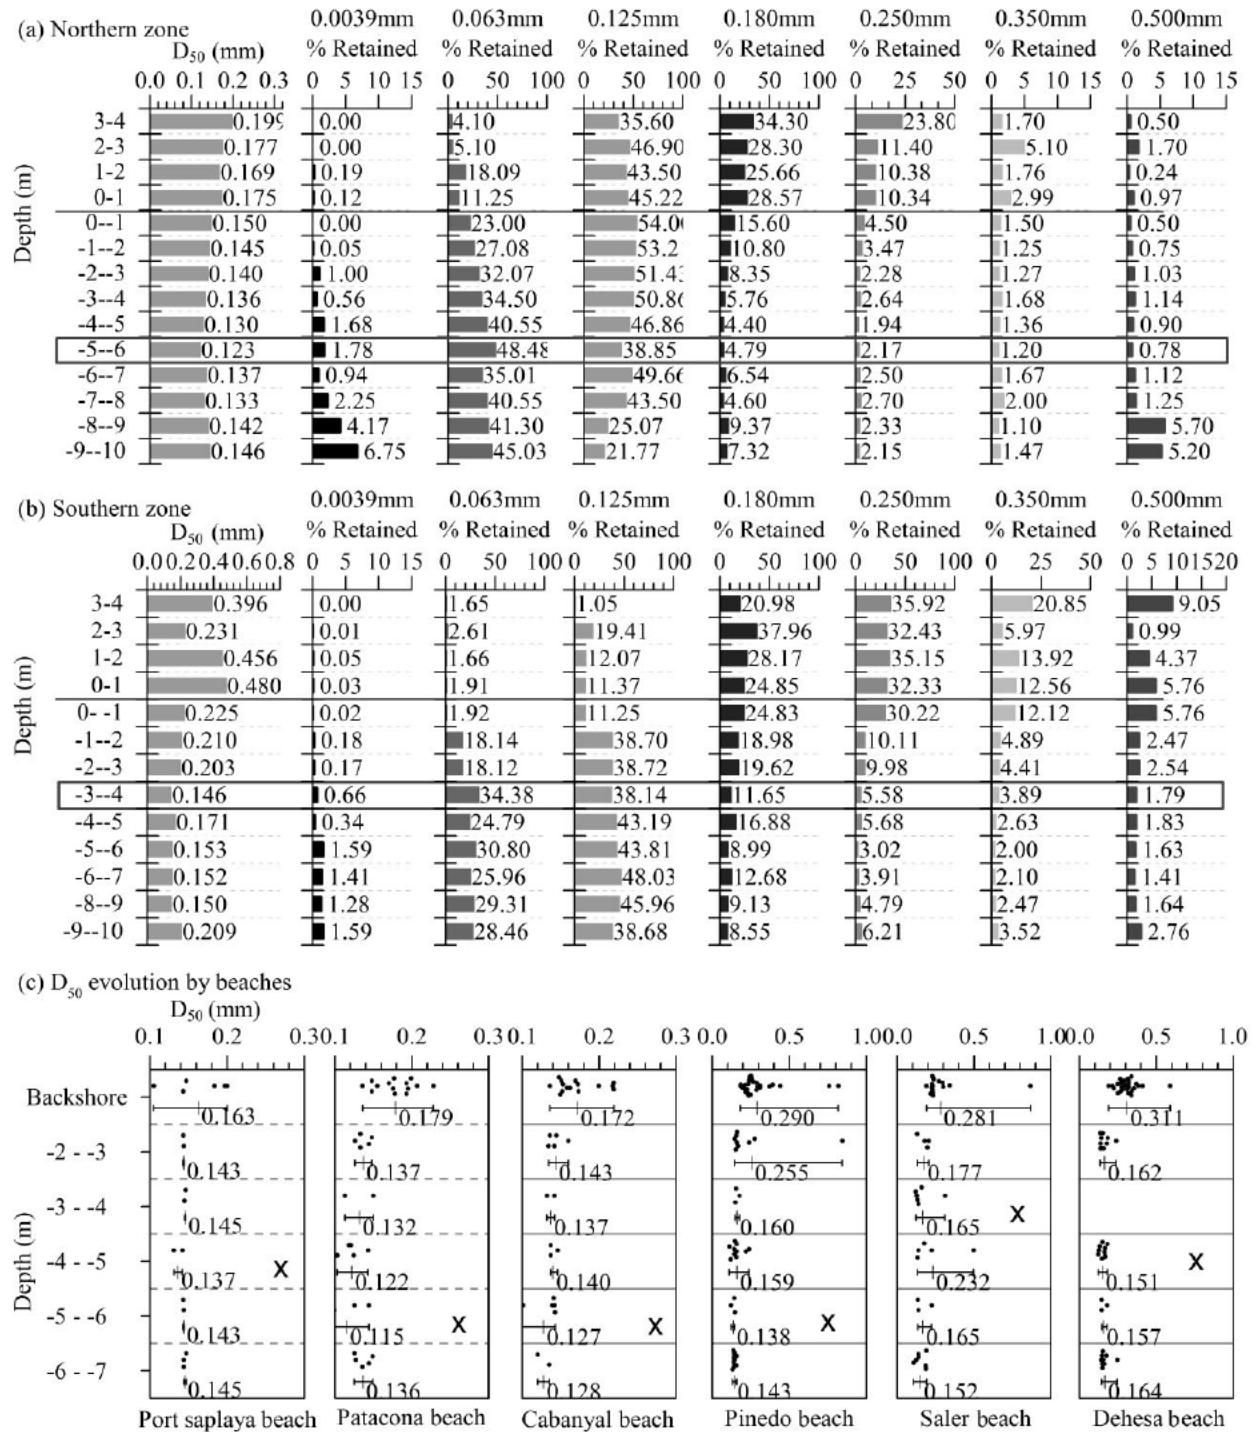 (a) Northern zone
0.0039mm 0.063mm 0.125mm 0.180mm 0.250mm 0.350mm 0.500mm
D50 (mm) % Retained % Retained % Retained % Retained % Retained % Retained % Retained
0.0 0.1 0.2 0.3 0 5 10 15 0 50 100 0 50 100 0 50 100 0 25 50 0 5 10 15 0 5 10 15
Depth (m)
3-4 0.199 0.00 4.10 35.60 34.30 23.80 1.70 0.50
2-3 0.177 0.00 5.10 46.90 28.30 11.40 5.10 1.70
1-2 0.169 0.19 18.09 43.50 25.66 10.38 1.76 0.24
0-1 0.175 0.12 11.25 45.22 28.57 10.34 2.99 0.97
0--1 0.150 0.00 23.00 54.00 15.60 4.50 1.50 0.50
-1--2 0.145 0.05 27.08 53.2 10.80 3.47 1.25 0.75
-2--3 0.140 1.00 32.07 51.43 8.35 2.28 1.27 1.03
-3--4 0.136 0.56 34.50 50.86 5.76 2.64 1.68 1.14
-4--5 0.130 1.68 40.55 46.86 4.40 1.94 1.36 0.90
-5--6 0.123 1.78 48.48 38.85 4.79 2.17 1.20 0.78
-6--7 0.137 0.94 35.01 49.66 6.54 2.50 1.67 1.12
-7--8 0.133 2.25 40.55 43.50 4.60 2.70 2.00 1.25
-8--9 0.142 4.17 41.30 25.07 9.37 2.33 1.10 5.70
-9--10 0.146 6.75 45.03 21.77 7.32 2.15 1.47 5.20
(b) Southern zone
0.0039mm 0.063mm 0.125mm 0.180mm 0.250mm 0.350mm 0.500mm
D50 (mm) % Retained % Retained % Retained % Retained % Retained % Retained % Retained
0.0 0.2 0.4 0.6 0.8 0 5 10 15 0 50 100 0 50 100 0 50 100 0 50 100 0 25 50 0 5 10 15 20
Depth (m)
3-4 0.396 0.00 1.65 1.05 20.98 35.92 20.85 9.05
2-3 0.231 0.01 2.61 19.41 37.96 32.43 5.97 0.99
1-2 0.456 0.05 1.66 12.07 28.17 35.15 13.92 4.37
0-1 0.480 0.03 1.91 11.37 24.85 32.33 12.56 5.76
0- -1 0.225 0.02 1.92 11.25 24.83 30.22 12.12 5.76
-1--2 0.210 0.18 18.14 38.70 18.98 10.11 4.89 2.47
-2--3 0.203 0.17 18.12 38.72 19.62 9.98 4.41 2.54
-3--4 0.146 0.66 34.38 38.14 11.65 5.58 3.89 1.79
-4--5 0.171 0.34 24.79 43.19 16.88 5.68 2.63 1.83
-5--6 0.153 1.59 30.80 43.81 8.99 3.02 2.00 1.63
-6--7 0.152 1.41 25.96 48.03 12.68 3.91 2.10 1.41
-8--9 0.150 1.28 29.31 45.96 9.13 4.79 2.47 1.64
-9--10 0.209 1.59 28.46 38.68 8.55 6.21 3.52 2.76
(c) D50 evolution by beaches
D50 (mm)
0.1 0.2 0.3 0.1 0.2 0.3 0.1 0.2 0.3 0.0 0.5 1.0 0.0 0.5 1.0 0.0 0.5 1.0
Depth (m)
Backshore 0.163 0.179 0.172 0.290 0.281 0.311
-2 - -3 0.143 0.137 0.143 0.255 0.177 0.162
-3 - -4 0.145 0.132 0.137 0.160 0.165 X
-4 - -5 0.137 X 0.122 0.140 0.159 0.232 0.151 X
-5 - -6 0.143 0.115 X 0.127 X 0.138 X 0.165 0.157
-6 - -7 0.145 0.136 0.128 0.143 0.152 0.164
Port saplaya beach Patacona beach Cabanyal beach Pinedo beach Saler beach Dehesa beach